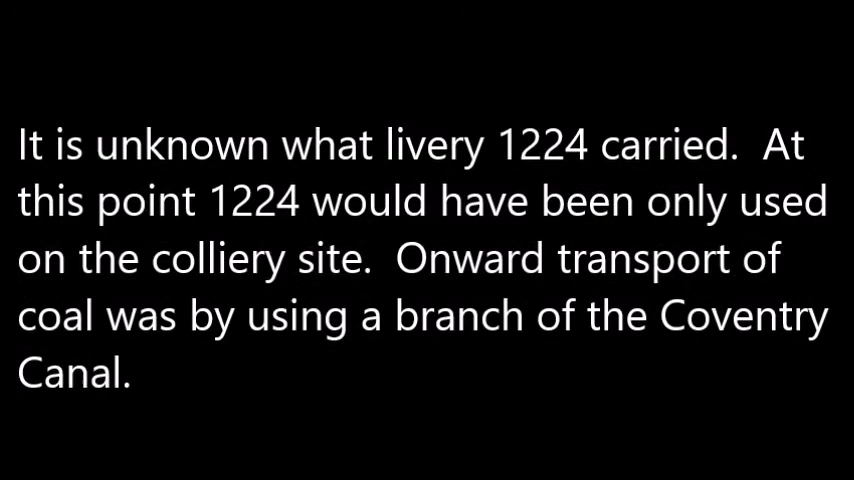 It is unknown what livery 1224 carried.  At
this point 1224 would have been only used
on the colliery site.  Onward transport of
coal was by using a branch of the Coventry
Canal.